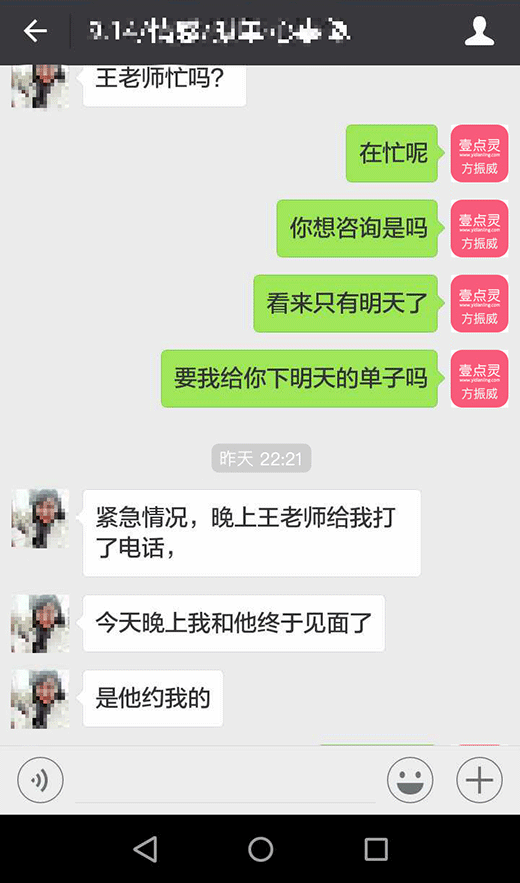 王老师忙吗?
在忙呢
壹点灵
www.yidianling.com
方振威
你想咨询是吗
壹点灵
www.yidianling.com
方振威
看来只有明天了
壹点灵
www.yidianling.com
方振威
要我给你下明天的单子吗
壹点灵
www.yidianling.com
方振威
昨天 22:21
紧急情况，晚上王老师给我打
了电话，
今天晚上我和他终于见面了
是他约我的